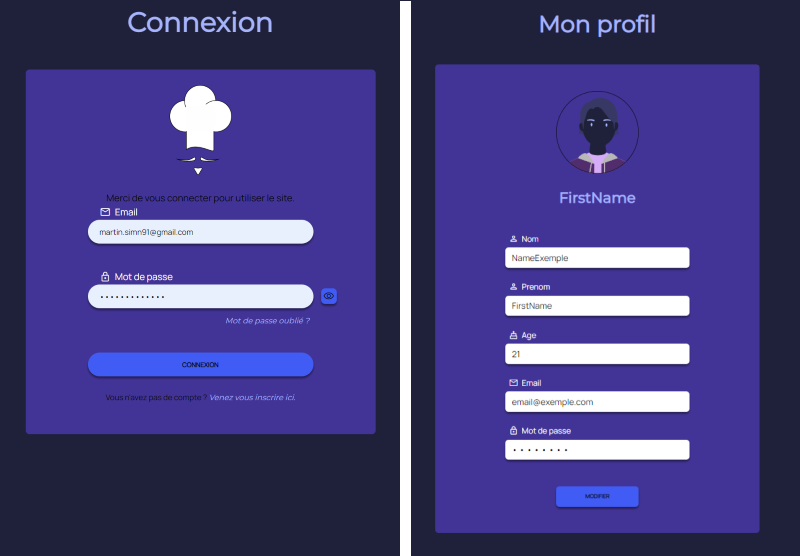 Connexion
Merci de vous connecter pour utiliser le site.
Email
martin.simn91@gmail.com
Mot de passe
•••••••••••••
Mot de passe oublié ?
CONNEXION
Vous n'avez pas de compte ? Venez vous inscrire ici.
Mon profil
FirstName
Nom
NameExemple
Prenom
FirstName
Age
21
Email
email@exemple.com
Mot de passe
••••••••
MODIFIER